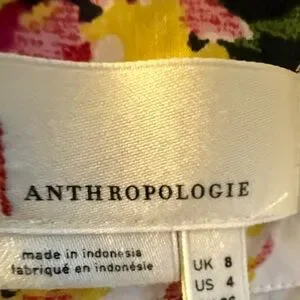 ANTHROPOLOGIE
made in indonesia
fabriqué en indonésie
UK 8
US 4